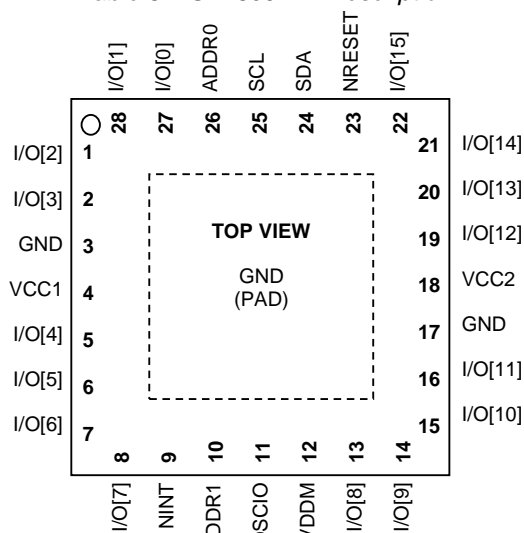 I/O[1]
I/O[0]
ADDR0
SCL
SDA
NRESET
I/O[15]
28
27
26
25
24
23
22
I/O[2] 1
I/O[3] 2
GND 3
VCC1 4
I/O[4] 5
I/O[5] 6
I/O[6] 7
TOP VIEW
GND
(PAD)
21 I/O[14]
20 I/O[13]
19 I/O[12]
18 VCC2
17 GND
16 I/O[11]
15 I/O[10]
8
9
10
11
12
13
14
I/O[7]
NINT
DDR1
OSCIO
VDDM
I/O[8]
I/O[9]